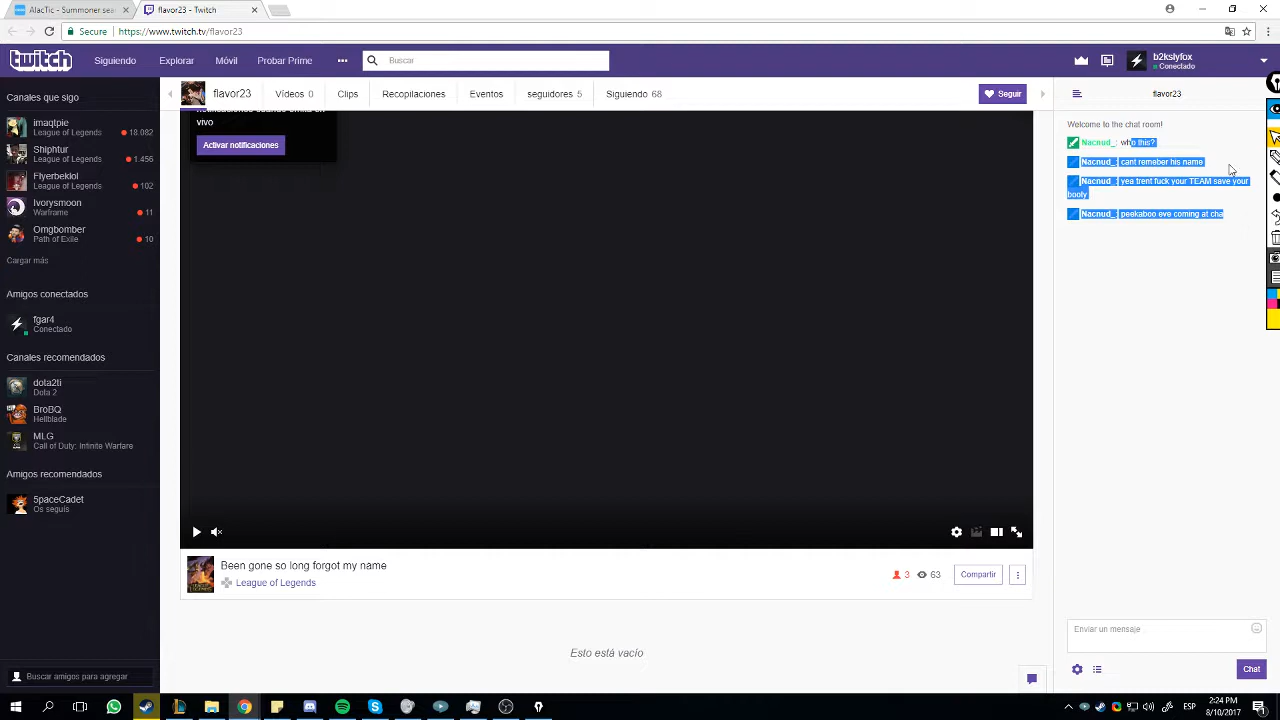 AlacTic - Summoner sear
flavor23 - Twitch
Secure
https://www.twitch.tv/flavor23
twitch
Siguiendo
Explorar
Móvil
Probar Prime
Buscar
b2kslyfox
Conectado
Canales que sigo
imaqtpie
League of Legends
18.082
Shiphtur
League of Legends
1.456
Flyerbeklol
League of Legends
102
Ivorysmoon
Warframe
11
Omgbomber
Path of Exile
10
Cargar más
Amigos conectados
fgar4
Conectado
Canales recomendados
dota2ti
Dota 2
BroBQ
Hellblade
MLG
Call of Duty: Infinite Warfare
Amigos recomendados
5paceCadet
Os seguís
Buscar amigos para agregar
flavor23
Vídeos 0
Clips
Recopilaciones
Eventos
seguidores 5
Siguiendo 68
Seguir
vivo
Activar notificaciones
Been gone so long forgot my name
League of Legends
3
63
Compartir
Esto está vacío
flavor23
Welcome to the chat room!
Nacnud_: who this?
Nacnud_: cant remeber his name
Nacnud_: yea trent fuck your TEAM save your
booty
Nacnud_: peekaboo eve coming at cha
Enviar un mensaje
Chat
ESP
2:24 PM
8/10/2017